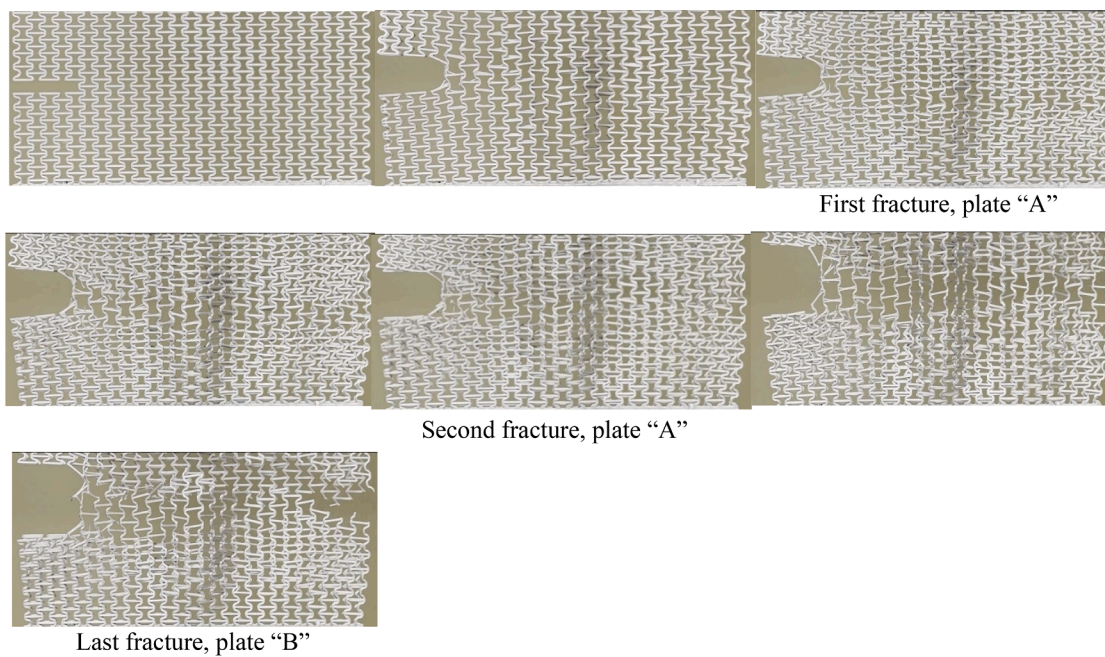 First fracture, plate “A”
Second fracture, plate “A”
Last fracture, plate “B”